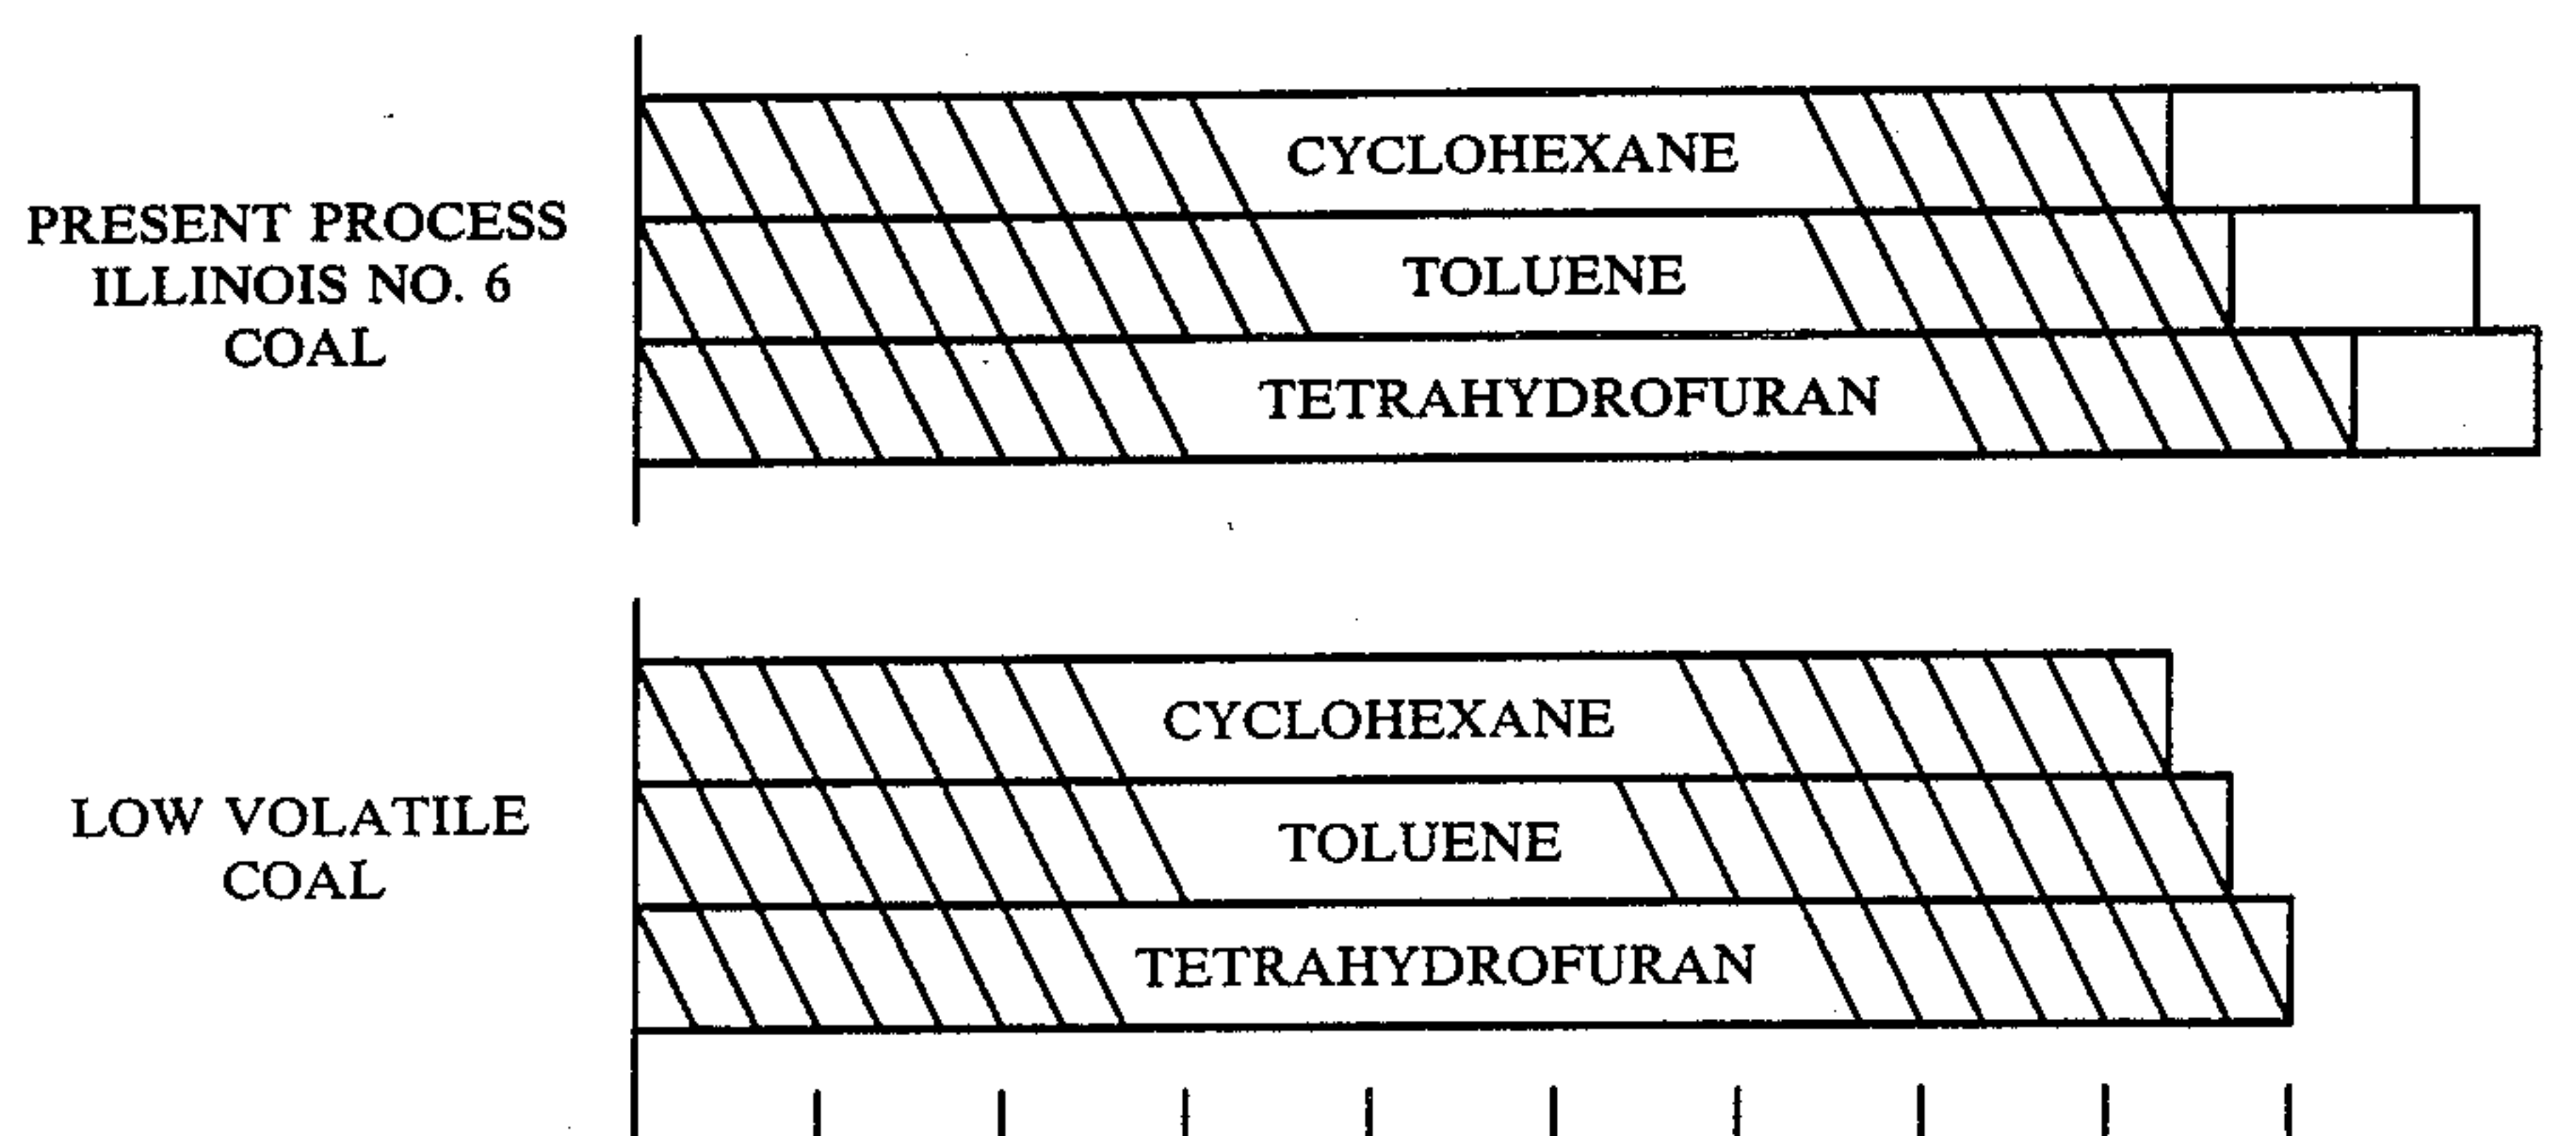 CYCLOHEXANE
PRESENT PROCESS
ILLINOIS NO. 6
COAL
TOLUENE
TETRAHYDROFURAN
CYCLOHEXANE
LOW VOLATILE
COAL
TOLUENE
TETRAHYDROFURAN